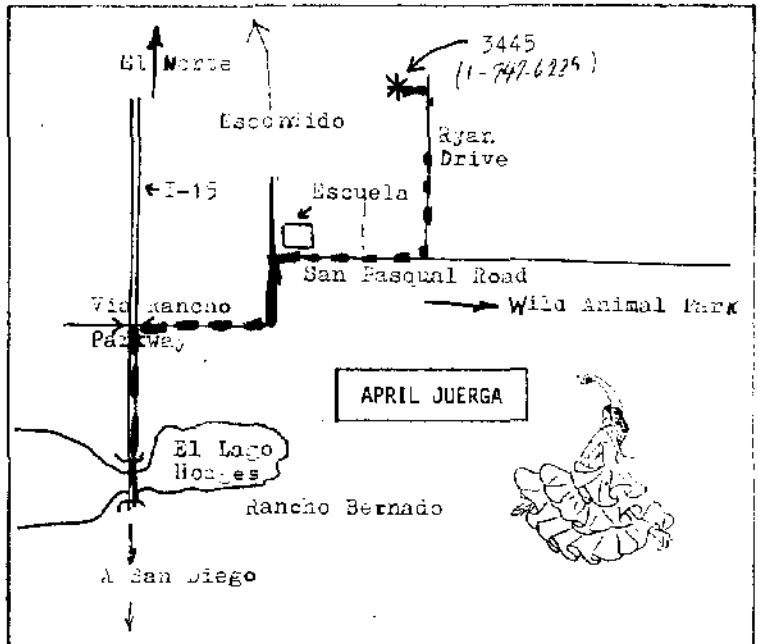 3445
(1-747-6225)
El Norte
Escondido
Ryan
Drive
I-15
Escuela
San Pasqual Road
Via Rancho
Parkway
Wild Animal Park
APRIL JUERGA
El Lago
Hodges
Rancho Bernado
A San Diego